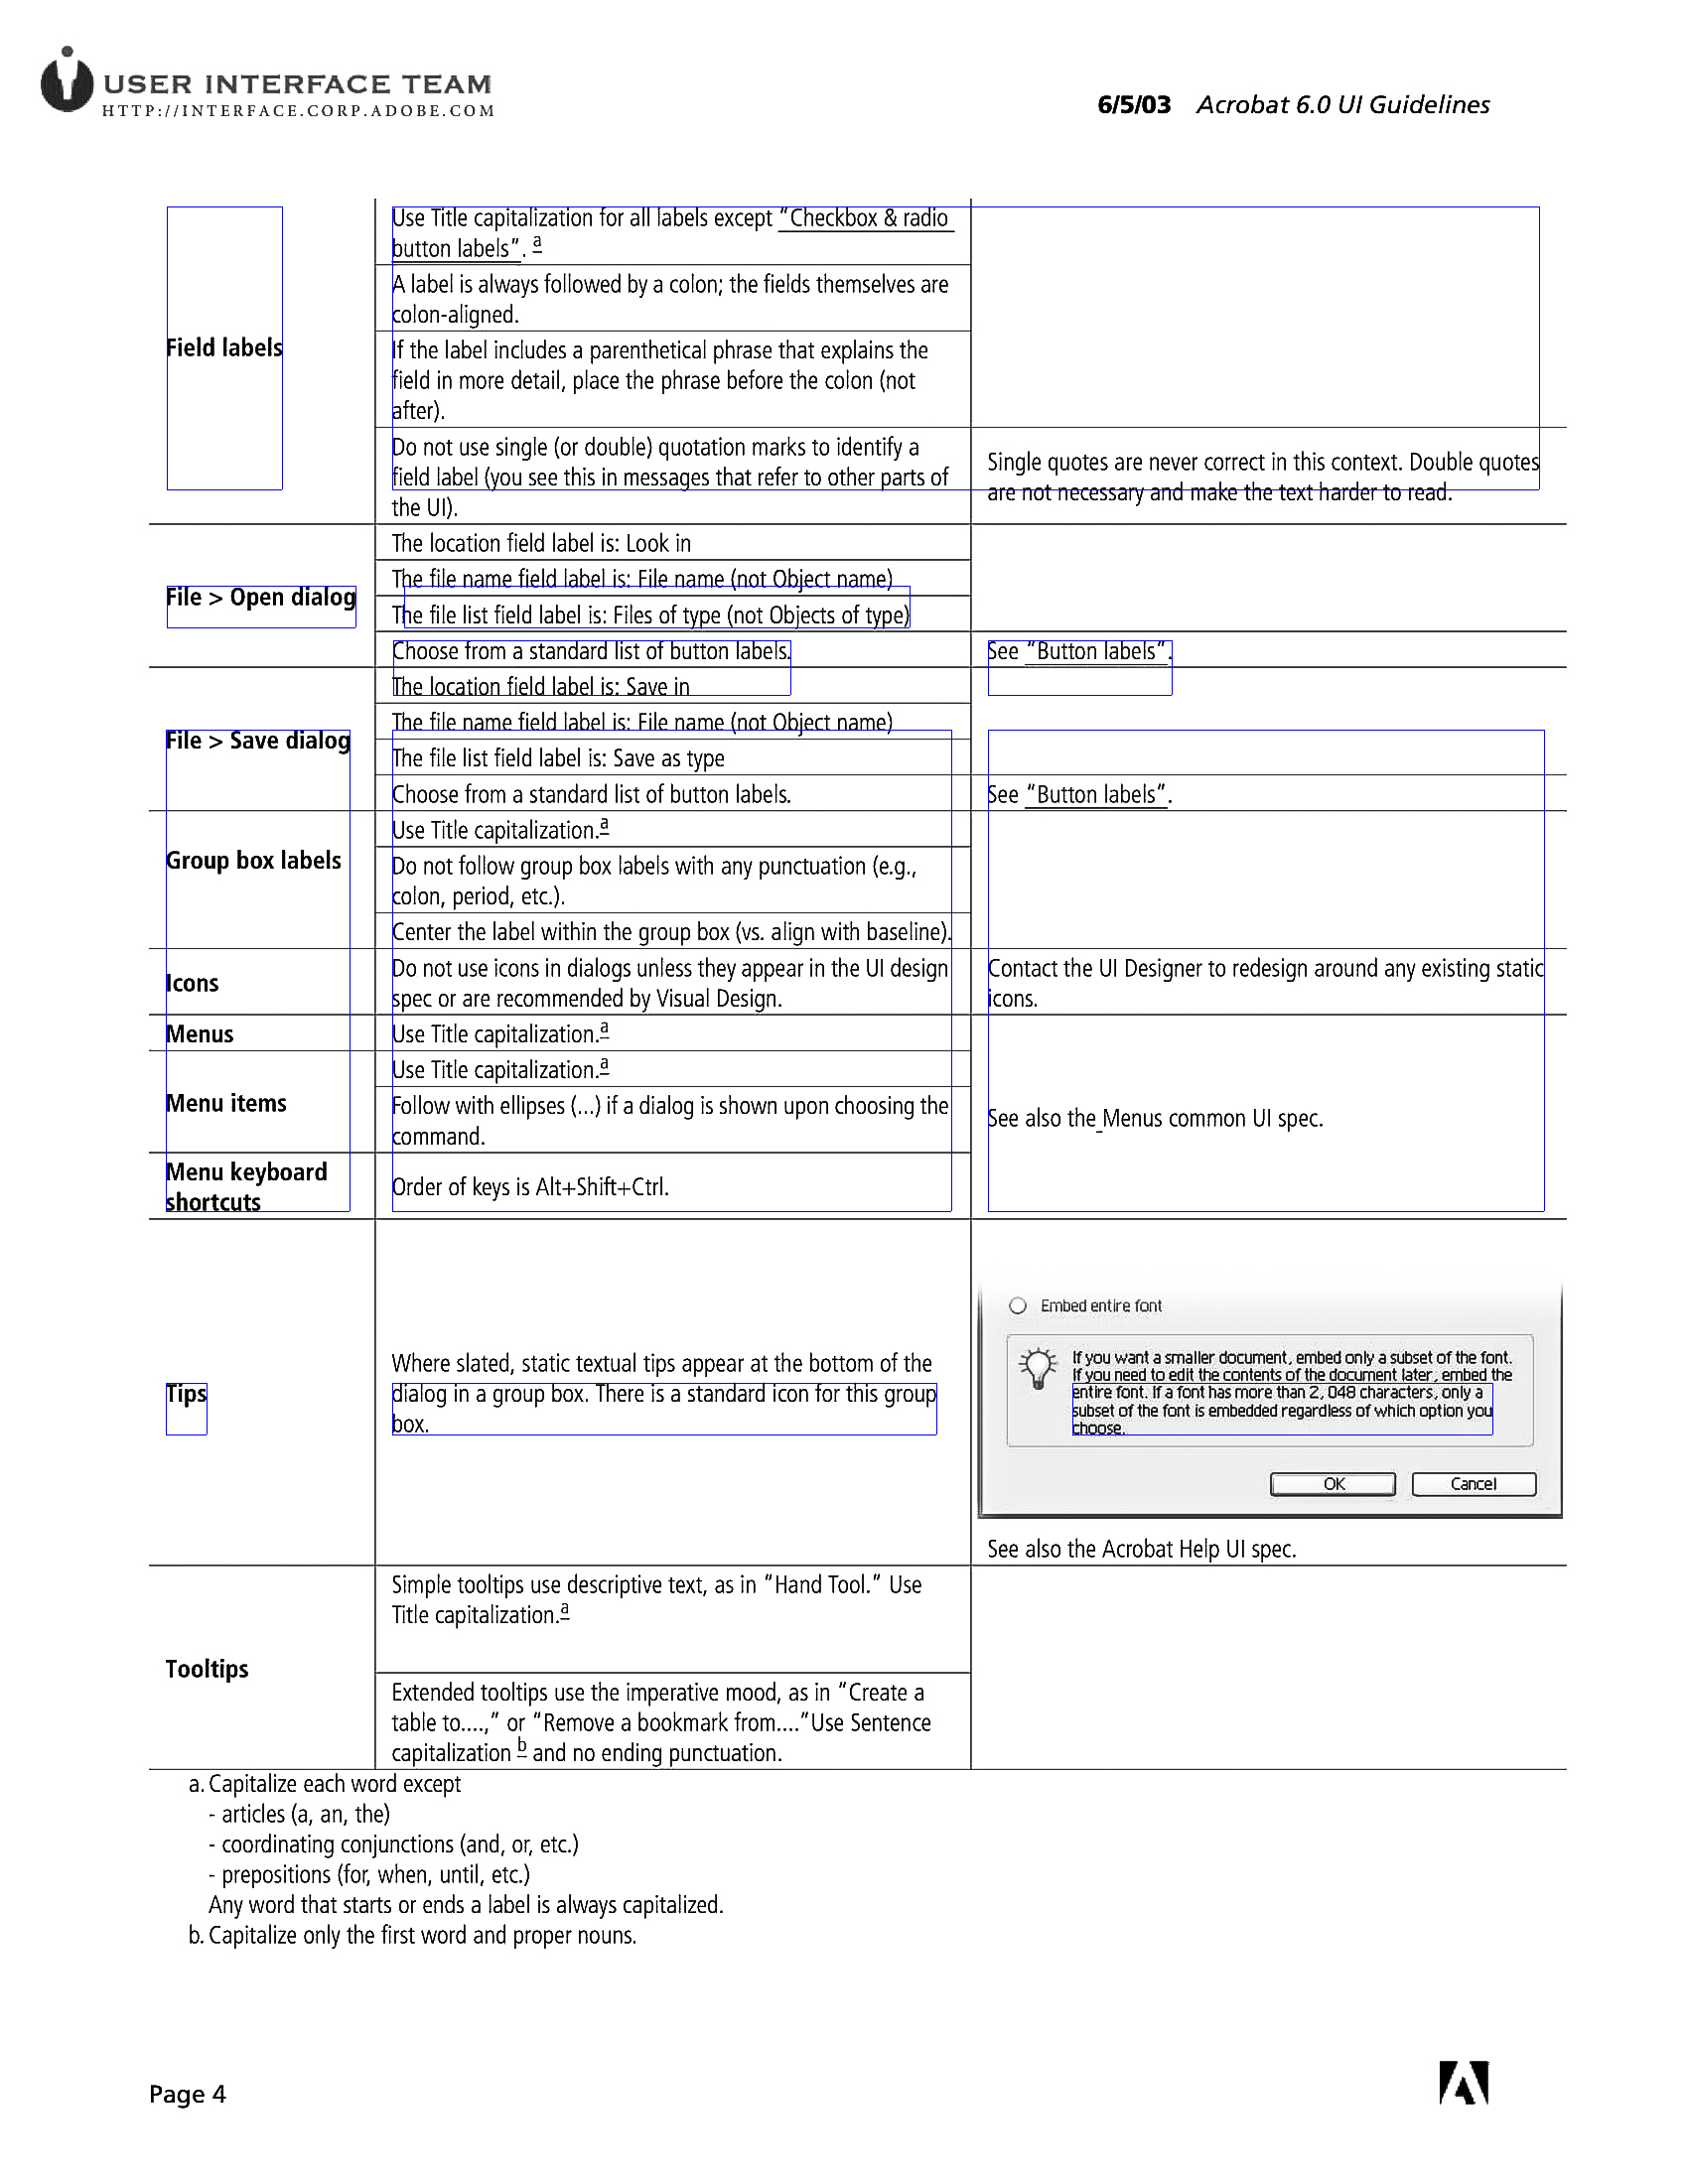 USER INTERFACE TEAM
HTTP://INTERFACE.CORP.ADOBE.COM
6/5/03 Acrobat 6.0 UI Guidelines
Field labels
Use Title capitalization for all labels except “Checkbox & radio
button labels”. a
A label is always followed by a colon; the fields themselves are
colon-aligned.
If the label includes a parenthetical phrase that explains the
field in more detail, place the phrase before the colon (not
after).
Do not use single (or double) quotation marks to identify a
field label (you see this in messages that refer to other parts of
the UI).
Single quotes are never correct in this context. Double quotes
are not necessary and make the text harder to read.
File > Open dialog
The location field label is: Look in
The file name field label is: File name (not Object name)
The file list field label is: Files of type (not Objects of type)
Choose from a standard list of button labels.
See “Button labels”.
File > Save dialog
The location field label is: Save in
The file name field label is: File name (not Object name)
The file list field label is: Save as type
Choose from a standard list of button labels.
See “Button labels”.
Group box labels
Use Title capitalization.a
Do not follow group box labels with any punctuation (e.g.,
colon, period, etc.).
Center the label within the group box (vs. align with baseline).
Icons
Do not use icons in dialogs unless they appear in the UI design
spec or are recommended by Visual Design.
Contact the UI Designer to redesign around any existing static
icons.
Menus
Use Title capitalization.a
Menu items
Use Title capitalization.a
Follow with ellipses (...) if a dialog is shown upon choosing the
command.
See also the Menus common UI spec.
Menu keyboard
shortcuts
Order of keys is Alt+Shift+Ctrl.
Tips
Where slated, static textual tips appear at the bottom of the
dialog in a group box. There is a standard icon for this group
box.
Embed entire font
If you want a smaller document, embed only a subset of the font.
If you need to edit the contents of the document later, embed the
entire font. If a font has more than 2, 048 characters, only a
subset of the font is embedded regardless of which option you
choose.
OK
Cancel
See also the Acrobat Help UI spec.
Tooltips
Simple tooltips use descriptive text, as in “Hand Tool.” Use
Title capitalization.a
Extended tooltips use the imperative mood, as in “Create a
table to....,” or “Remove a bookmark from....”Use Sentence
capitalization b and no ending punctuation.
a. Capitalize each word except
- articles (a, an, the)
- coordinating conjunctions (and, or, etc.)
- prepositions (for, when, until, etc.)
Any word that starts or ends a label is always capitalized.
b. Capitalize only the first word and proper nouns.
Page 4